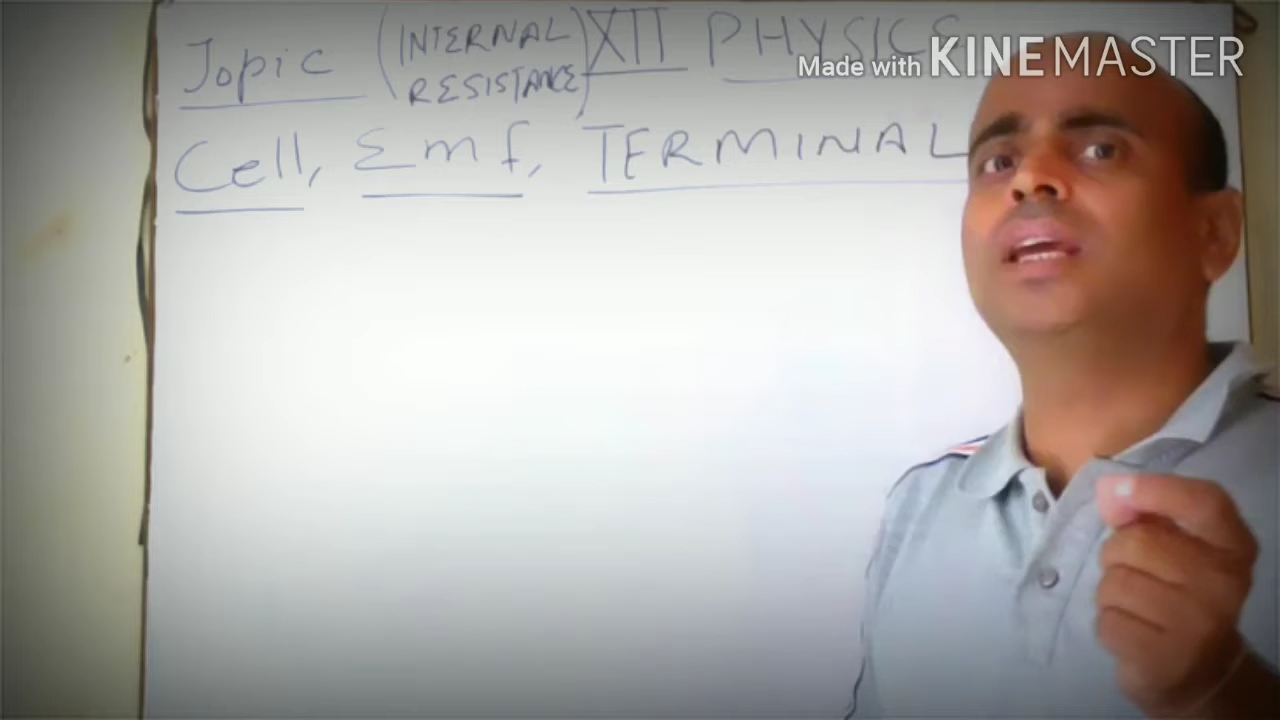 Topic (INTERNAL RESISTANCE) XII PHYSICS
Cell, Emf, TERMINAL
Made with KINEMASTER